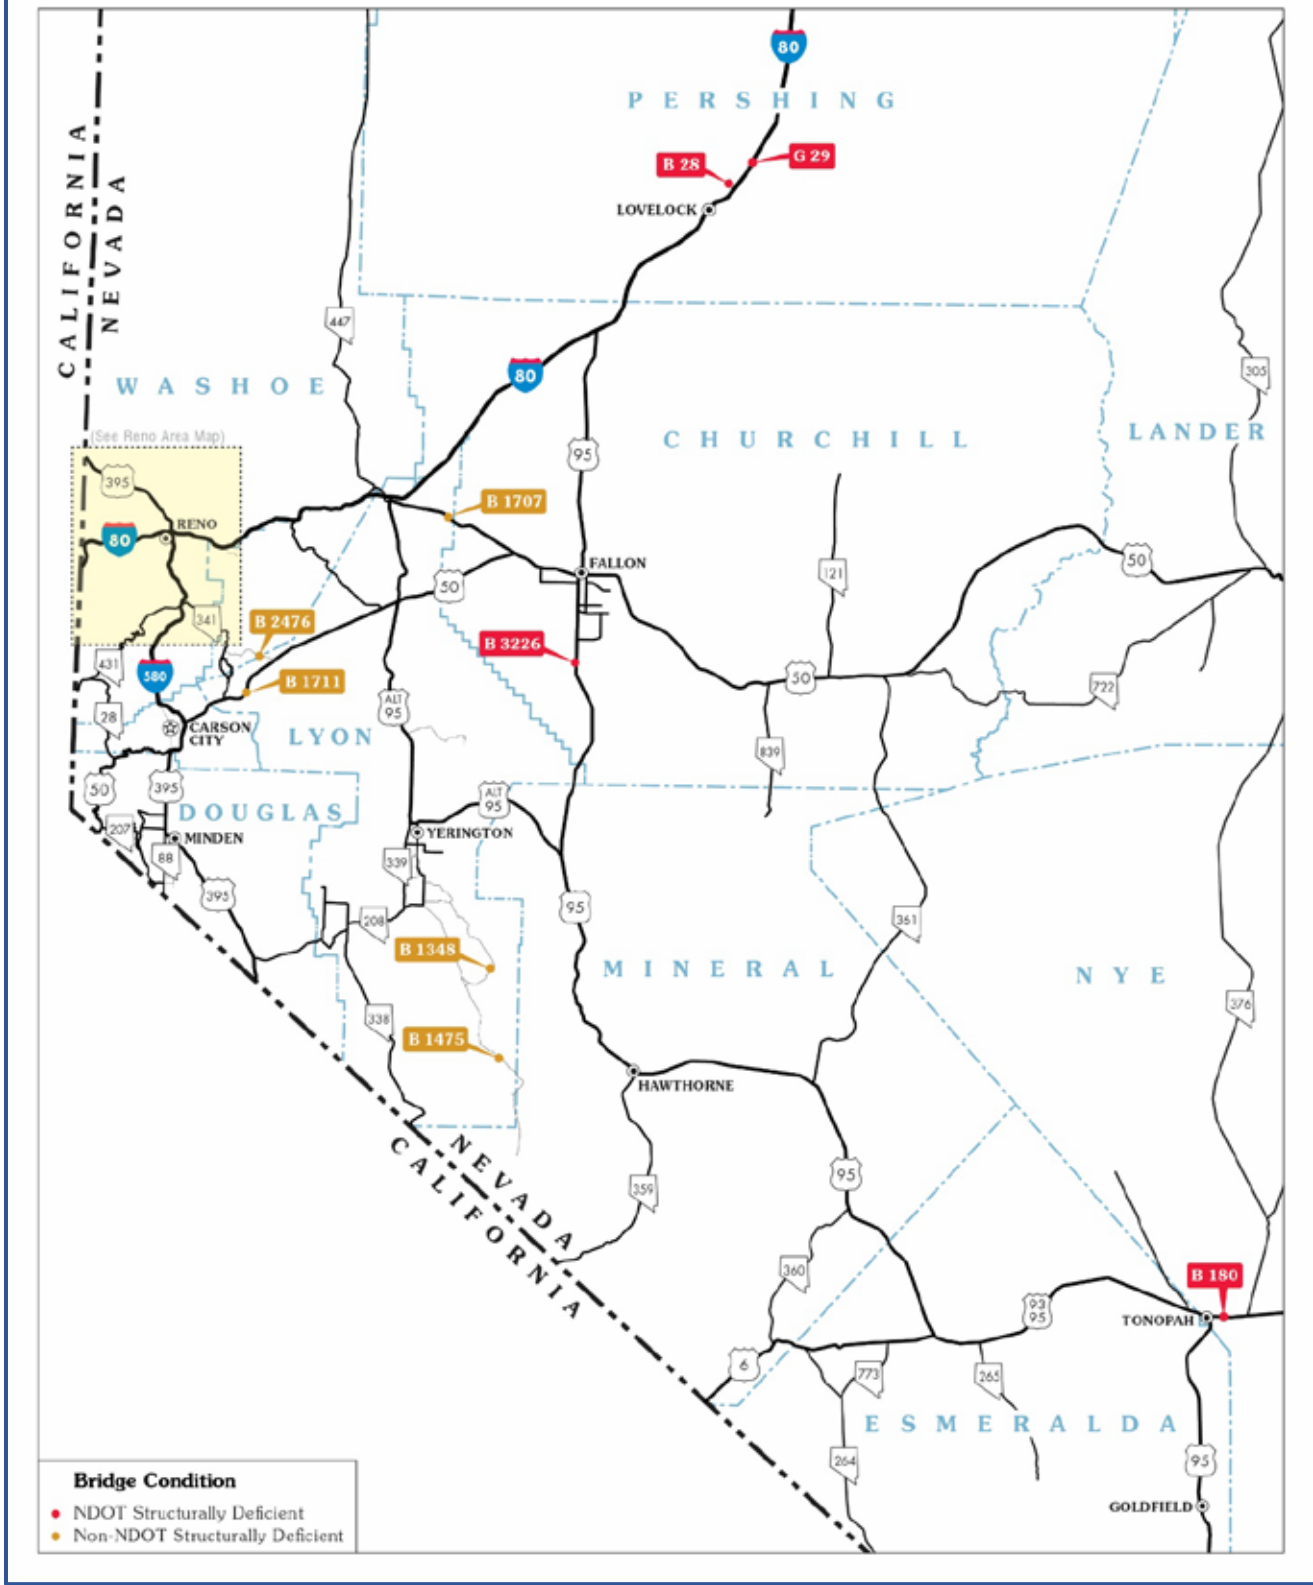 80
PERSHING
B 28
G 29
LOVELOCK
CALIFORNIA
NEVADA
447
80
WASHOE
305
(See Reno Area Map)
CHURCHILL
LANDER
95
395
B 1707
RENO
80
FALLON
50
50
121
341
B 2476
B 3226
431
580
B 1711
50
722
28
CARSON
CITY
ALT
95
LYON
839
50
395
ALT
95
DOUGLAS
207
MINDEN
YERINGTON
88
339
395
95
208
361
B 1348
MINERAL
NYE
376
338
B 1475
HAWTHORNE
NEVADA
CALIFORNIA
95
359
360
B 180
93
95
TONOPAH
6
773
265
ESMERALDA
264
95
GOLDFIELD
Bridge Condition
NDOT Structurally Deficient
Non-NDOT Structurally Deficient